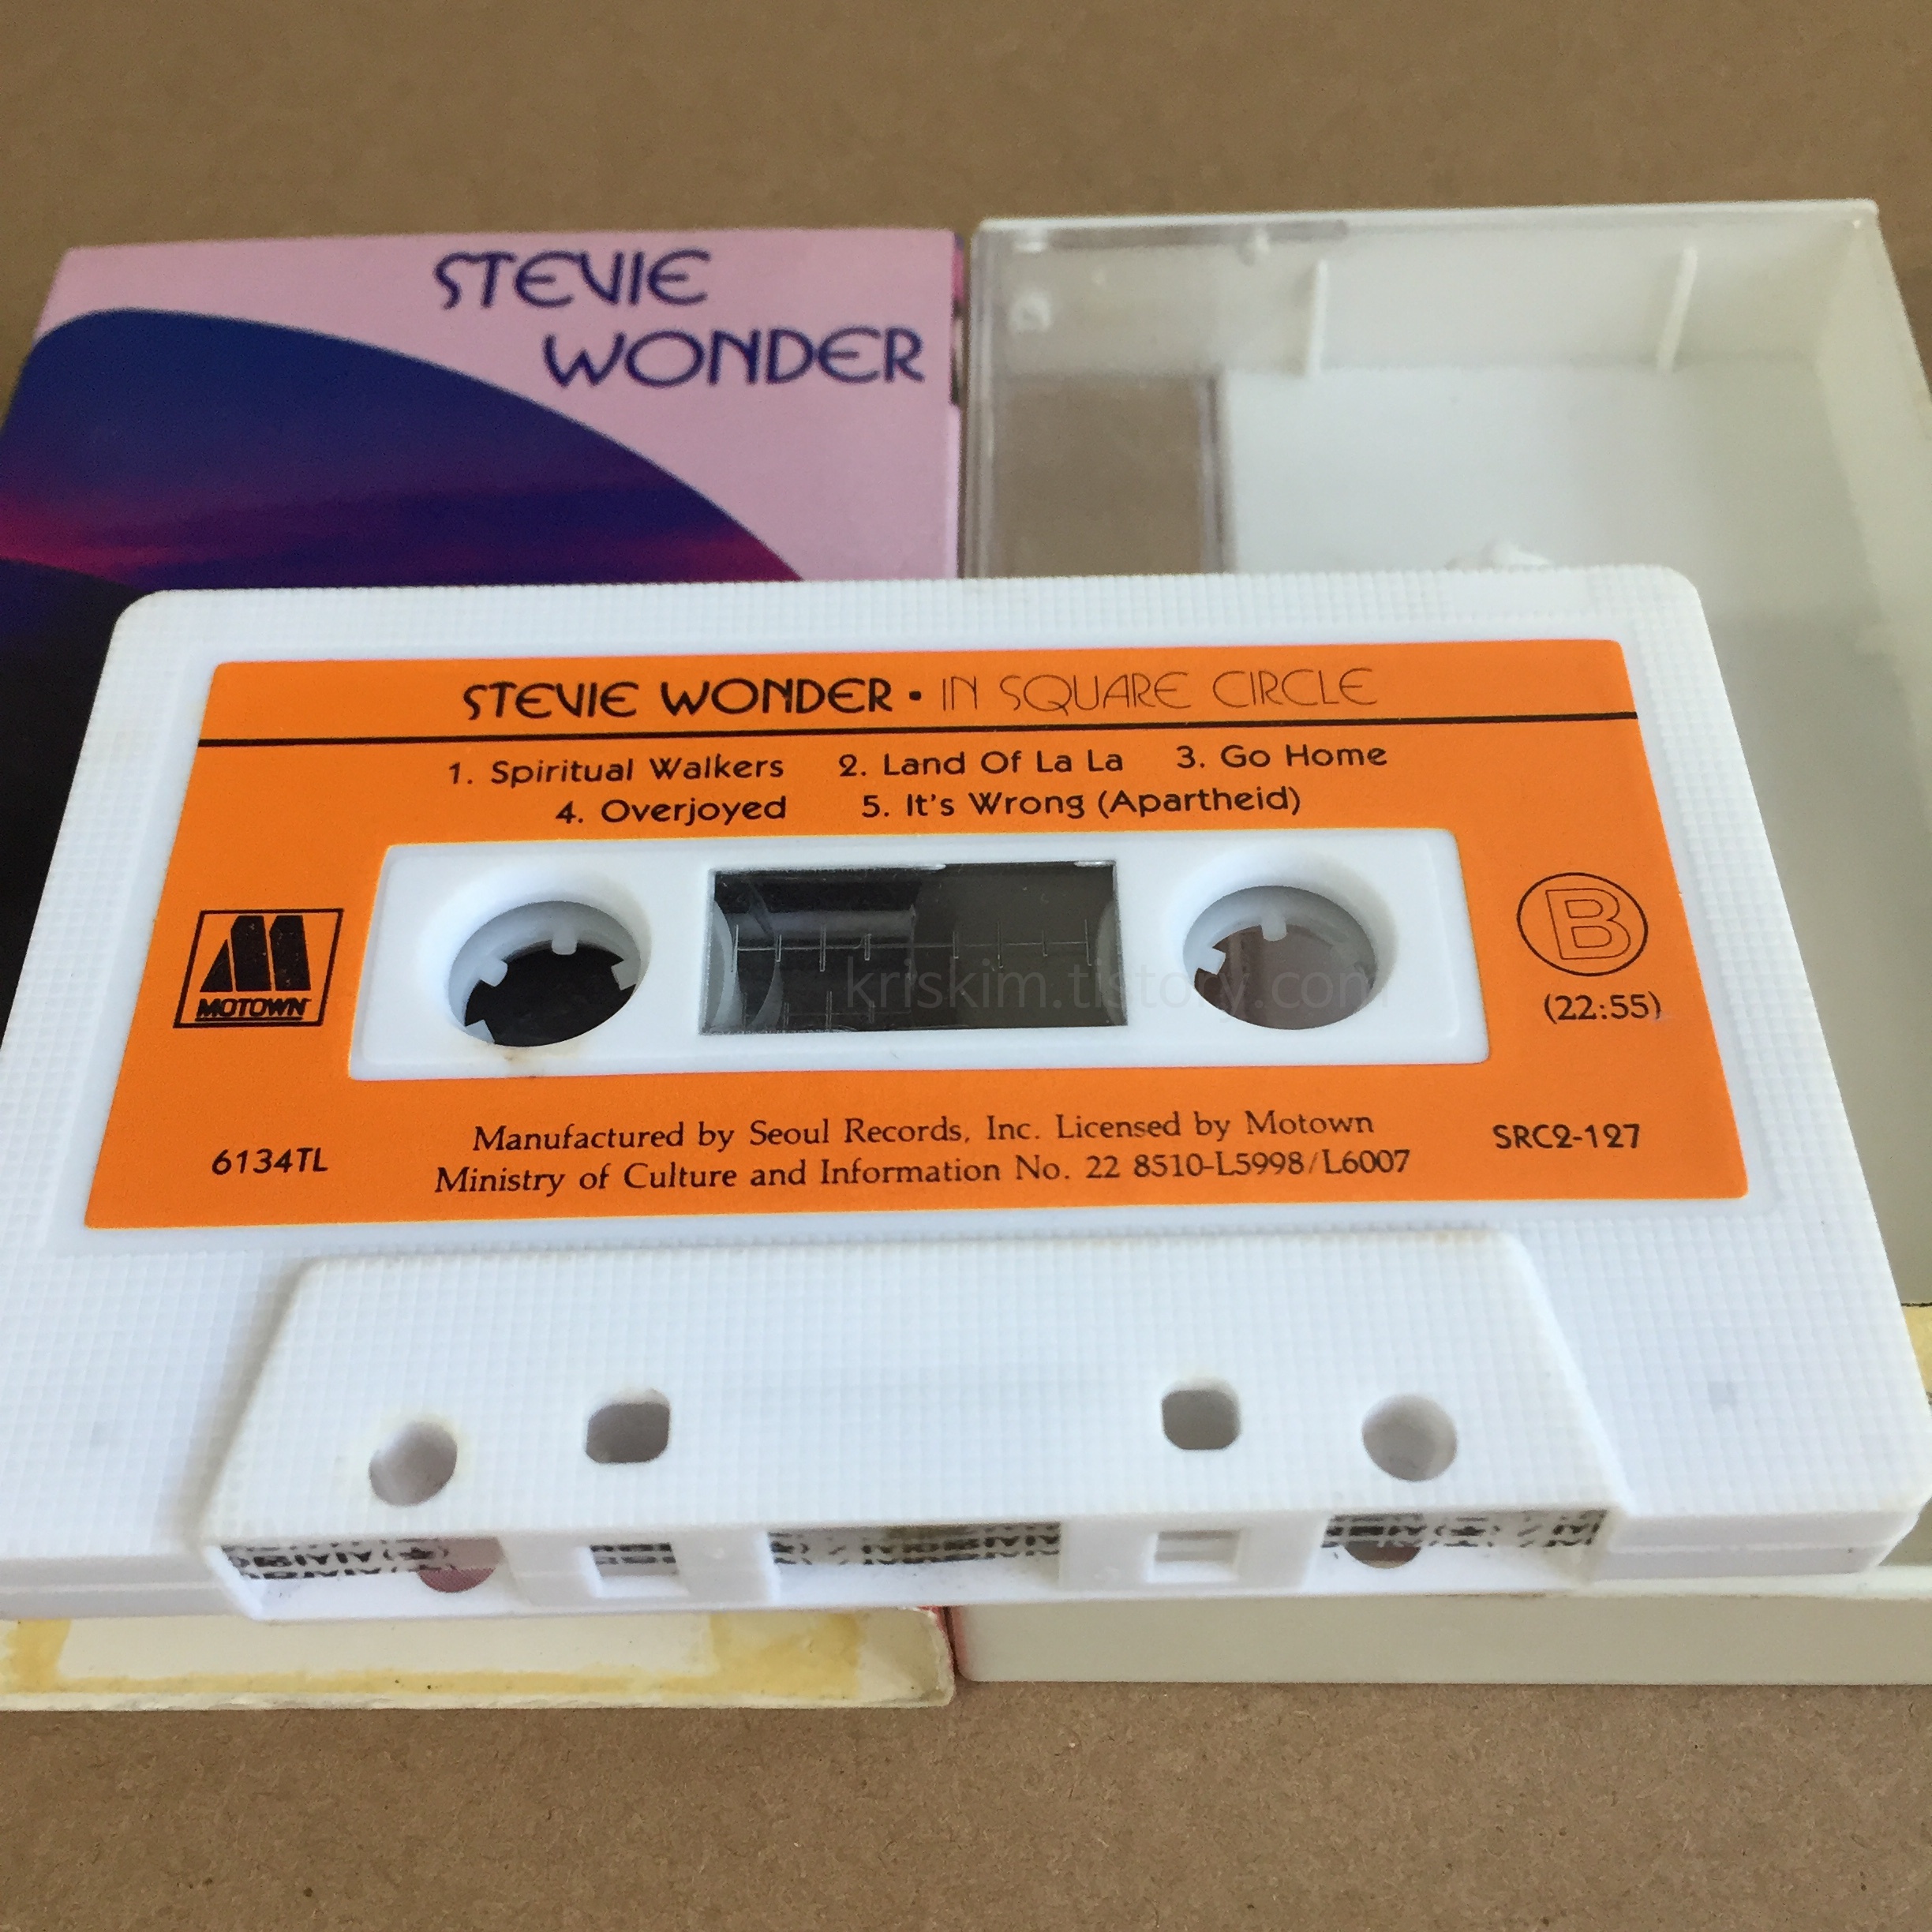 STEVIE
WONDER
STEVIE WONDER • IN SQUARE CIRCLE
1. Spiritual Walkers 2. Land Of La La 3. Go Home
4. Overjoyed 5. It's Wrong (Apartheid)
MOTOWN
kriskim.tistory.com
B
(22:55)
6134TL
Manufactured by Seoul Records, Inc. Licensed by Motown
Ministry of Culture and Information No. 22 8510-L5998/L6007
SRC2-127